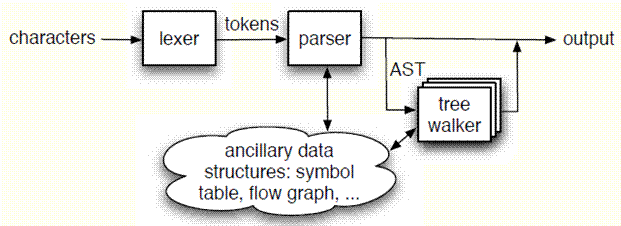 characters
lexer
tokens
parser
output
AST
tree
walker
ancillary data
structures: symbol
table, flow graph, ...